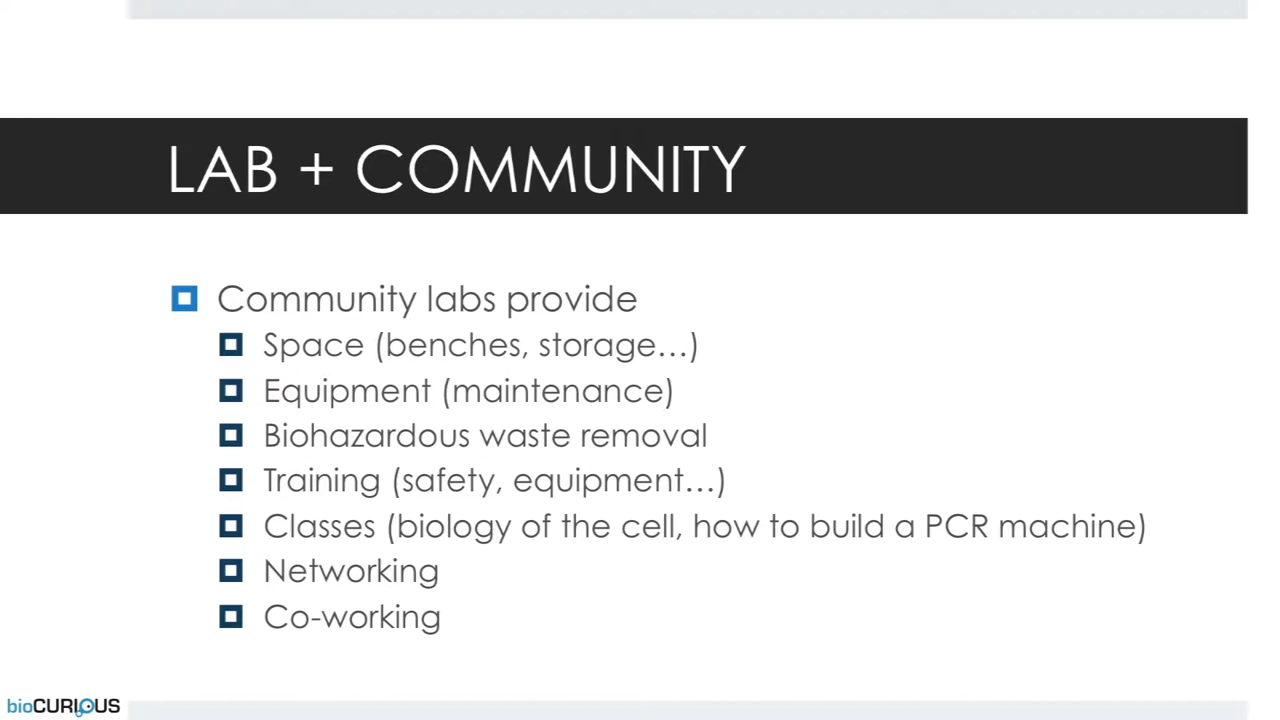 LAB + COMMUNITY
Community labs provide
Space (benches, storage…)
Equipment (maintenance)
Biohazardous waste removal
Training (safety, equipment…)
Classes (biology of the cell, how to build a PCR machine)
Networking
Co-working
bioCURIOUS